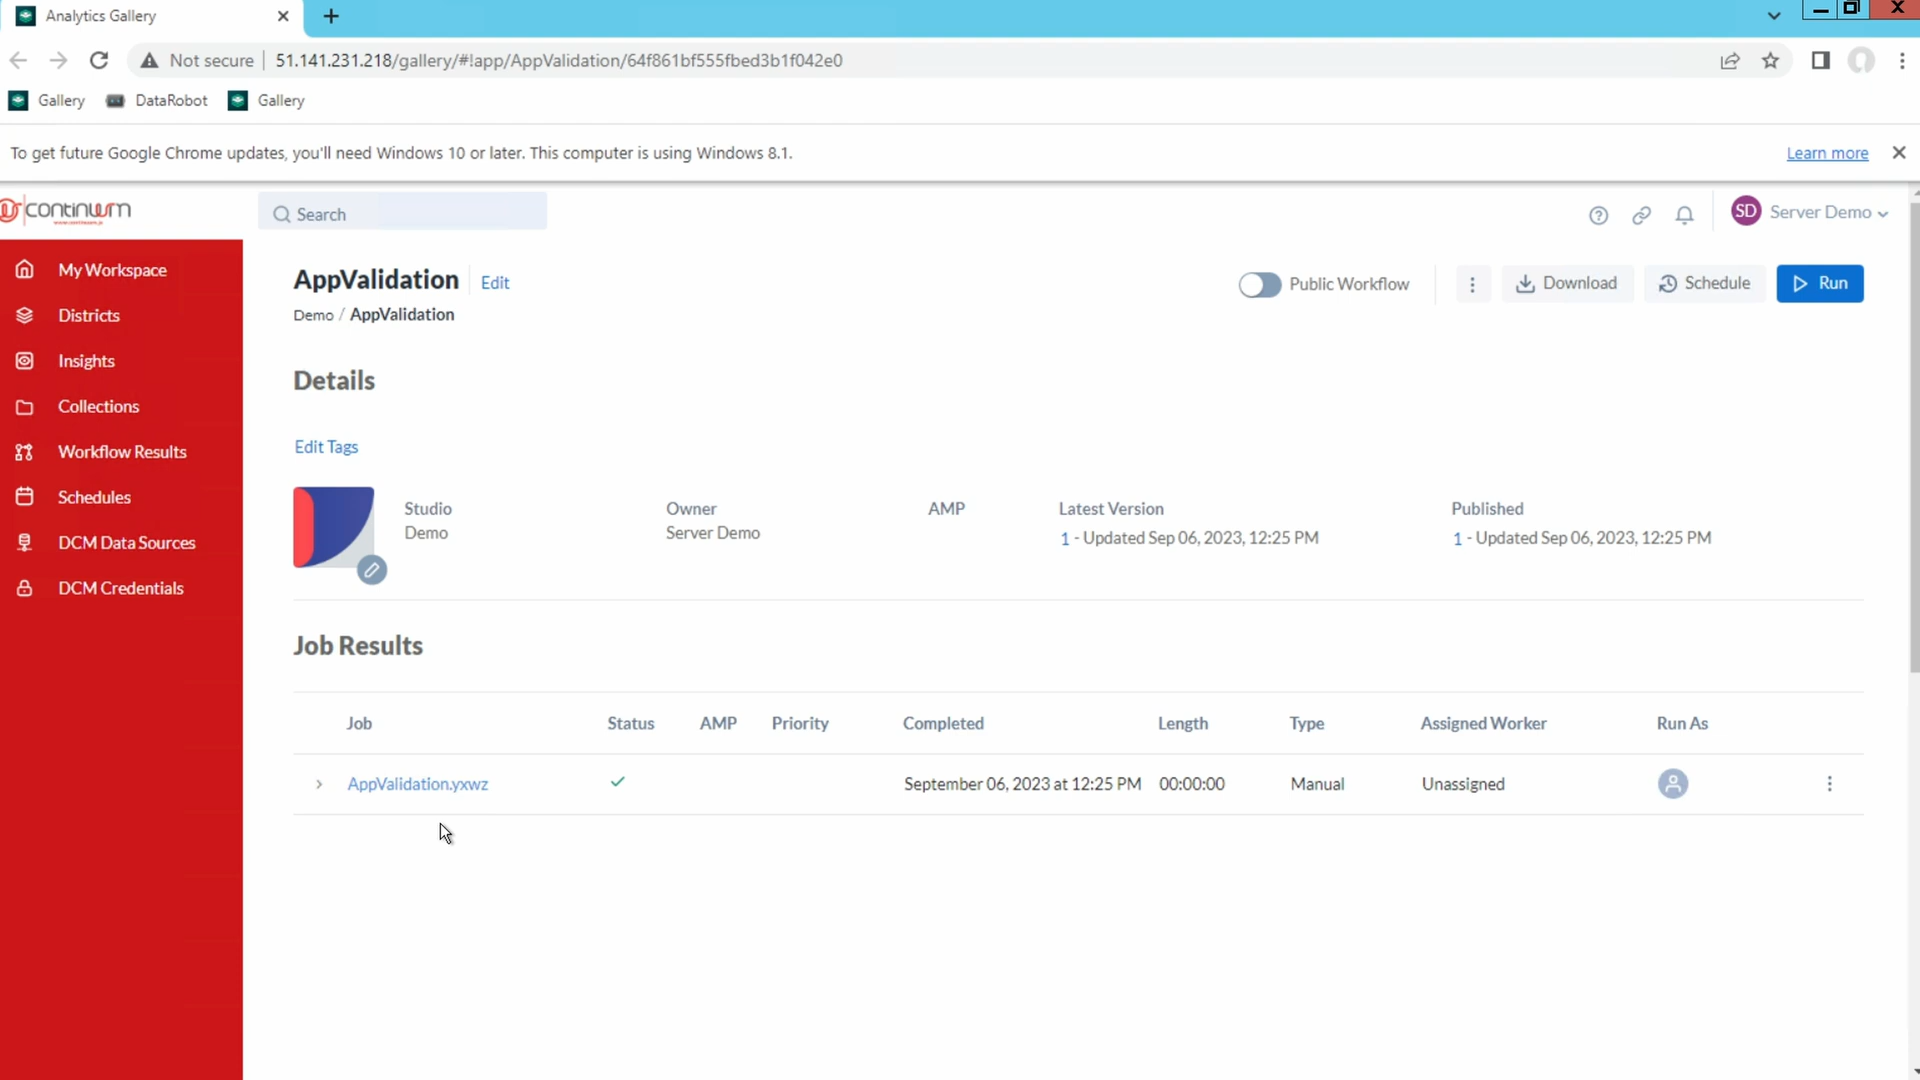 Analytics Gallery
Not secure 51.141.231.218/gallery/#!app/AppValidation/64f861bf555fbed3b1f042e0
Gallery DataRobot Gallery
To get future Google Chrome updates, you'll need Windows 10 or later. This computer is using Windows 8.1. Learn more
continuum
Search
SD Server Demo
My Workspace
Districts
Insights
Collections
Workflow Results
Schedules
DCM Data Sources
DCM Credentials
AppValidation Edit
Public Workflow Download Schedule Run
Demo / AppValidation
Details
Edit Tags
Studio Owner AMP Latest Version Published
Demo Server Demo 1 - Updated Sep 06, 2023, 12:25 PM 1 - Updated Sep 06, 2023, 12:25 PM
Job Results
Job Status AMP Priority Completed Length Type Assigned Worker Run As
AppValidation.yxwz September 06, 2023 at 12:25 PM 00:00:00 Manual Unassigned